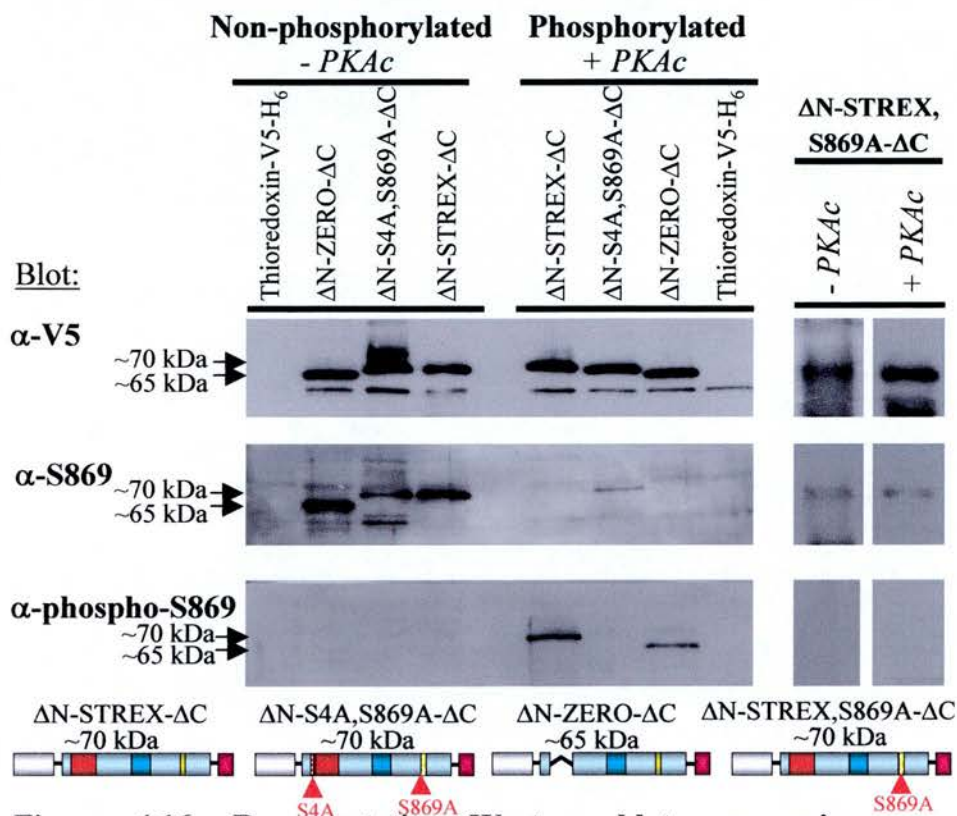 Non-phosphorylated
- PKAc
Phosphorylated
+ PKAc
ΔN-STREX,
S869A-ΔC
Thioredoxin-V5-H6
ΔN-ZERO-ΔC
ΔN-S4A,S869A-ΔC
ΔN-STREX-ΔC
ΔN-STREX-ΔC
ΔN-S4A,S869A-ΔC
ΔN-ZERO-ΔC
Thioredoxin-V5-H6
- PKAc
+ PKAc
Blot:
α-V5
~70 kDa
~65 kDa
α-S869
~70 kDa
~65 kDa
α-phospho-S869
~70 kDa
~65 kDa
ΔN-STREX-ΔC
~70 kDa
ΔN-S4A,S869A-ΔC
~70 kDa
S4A
S869A
ΔN-ZERO-ΔC
~65 kDa
ΔN-STREX,S869A-ΔC
~70 kDa
S869A